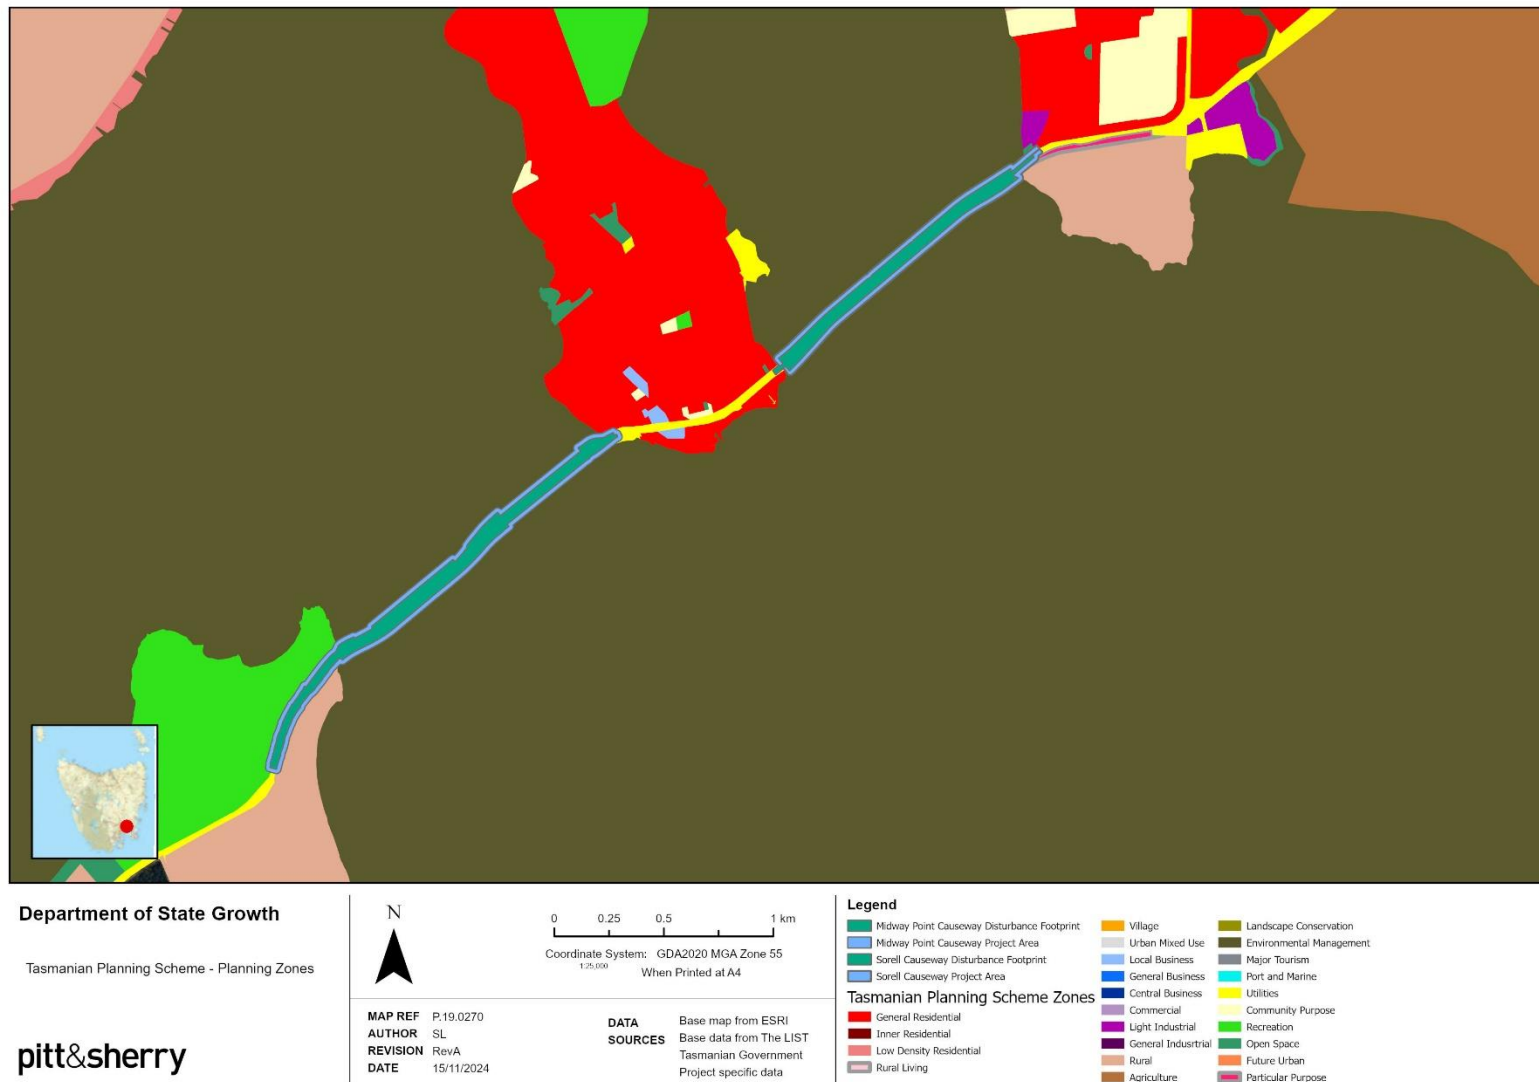 Department of State Growth
Tasmanian Planning Scheme - Planning Zones
pitt&sherry
N
0 0.25 0.5 1 km
Coordinate System: GDA2020 MGA Zone 55
1:25,000 When Printed at A4
MAP REF P.19.0270
AUTHOR SL
REVISION RevA
DATE 15/11/2024
DATA SOURCES
Base map from ESRI
Base data from The LIST
Tasmanian Government
Project specific data
Legend
Midway Point Causeway Disturbance Footprint
Midway Point Causeway Project Area
Sorell Causeway Disturbance Footprint
Sorell Causeway Project Area
Tasmanian Planning Scheme Zones
General Residential
Inner Residential
Low Density Residential
Rural Living
Village
Urban Mixed Use
Local Business
General Business
Central Business
Commercial
Light Industrial
General Indusrtrial
Rural
Agriculture
Landscape Conservation
Environmental Management
Major Tourism
Port and Marine
Utilities
Community Purpose
Recreation
Open Space
Future Urban
Particular Purpose